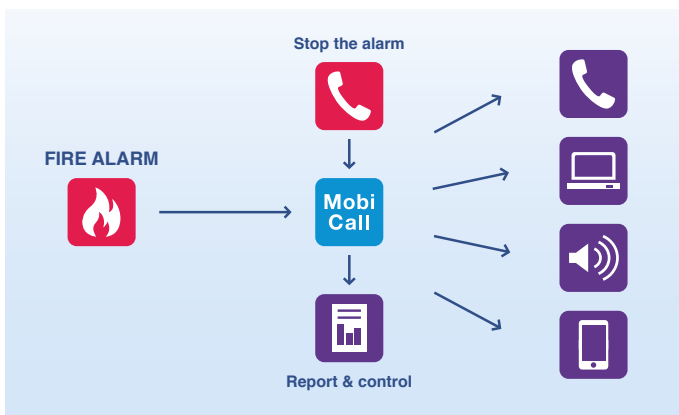 Stop the alarm
FIRE ALARM
Mobi
Call
Report & control